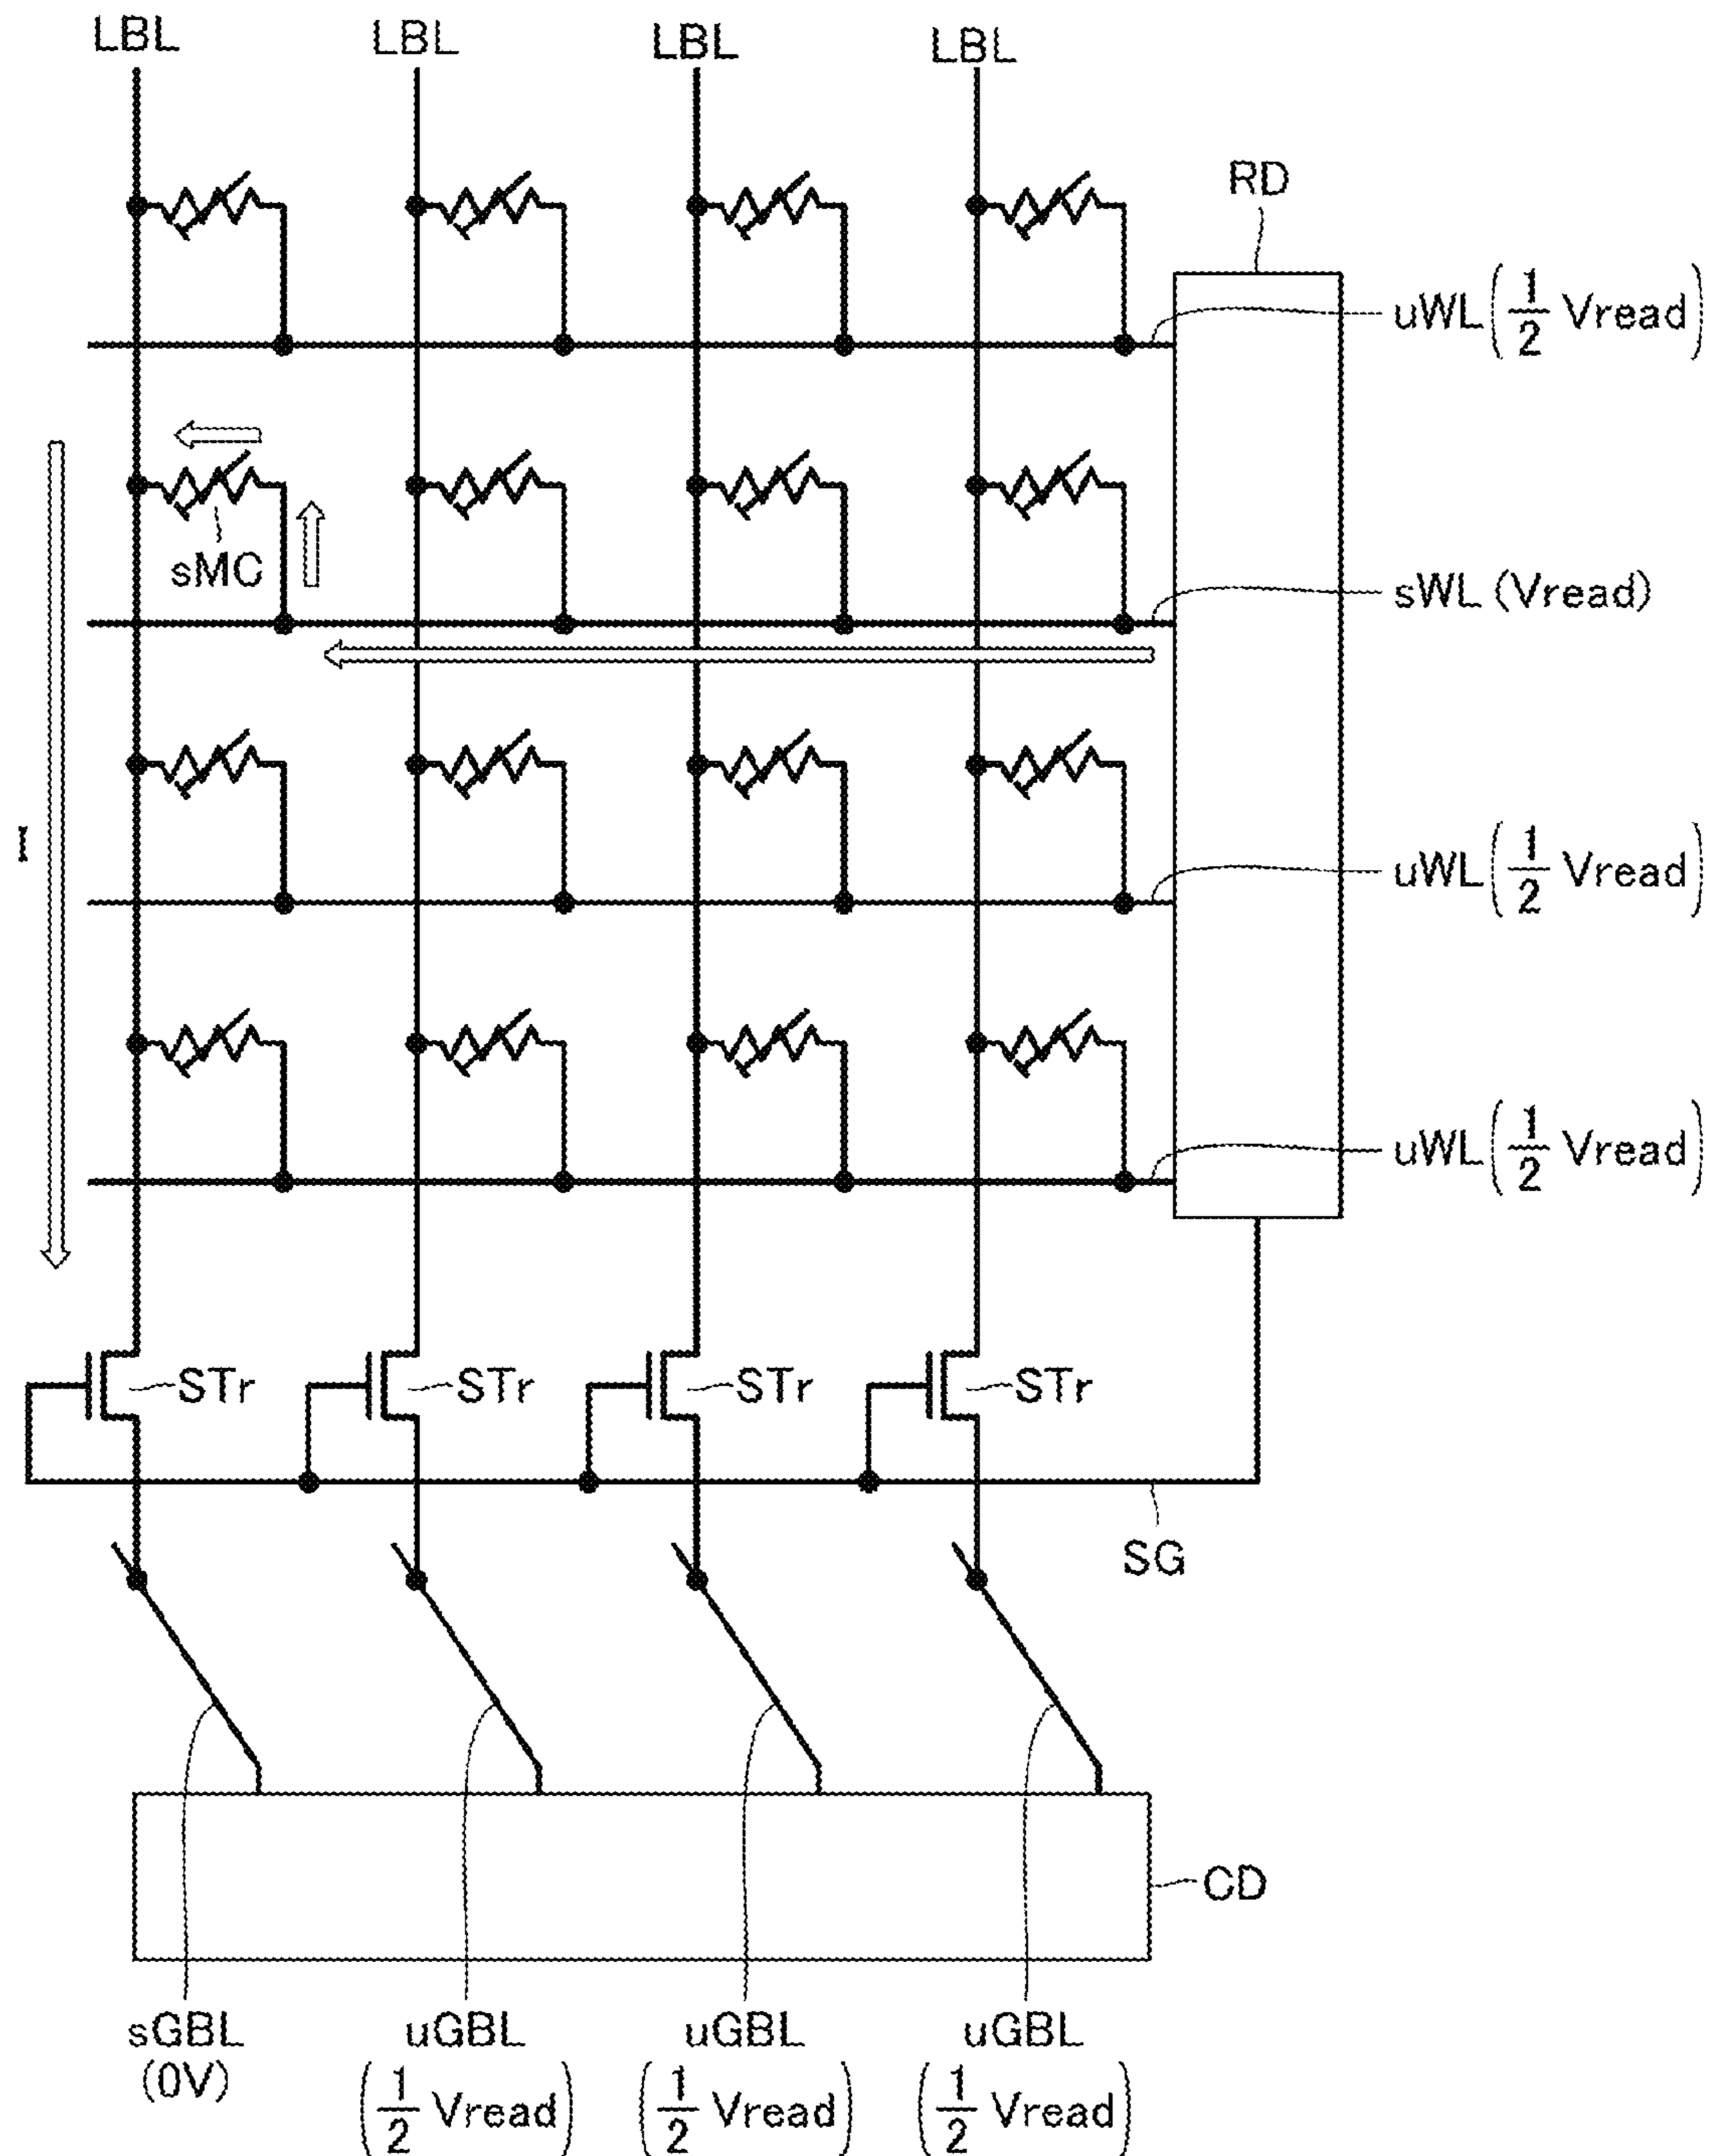 LBL LBL LBL LBL
RD
uWL(1/2 Vread)
sMC
sWL (Vread)
I
uWL(1/2 Vread)
uWL(1/2 Vread)
STr STr STr STr
SG
CD
sGBL uGBL uGBL uGBL
(0V) (1/2 Vread) (1/2 Vread) (1/2 Vread)